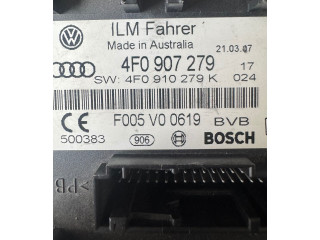 ILM Fahrer
Made in Australia 21.03.07
4F0 907 279 17
SW: 4F0 910 279 K 024
CE F005 V0 0619 BVB
500383 906 BOSCH
>PB